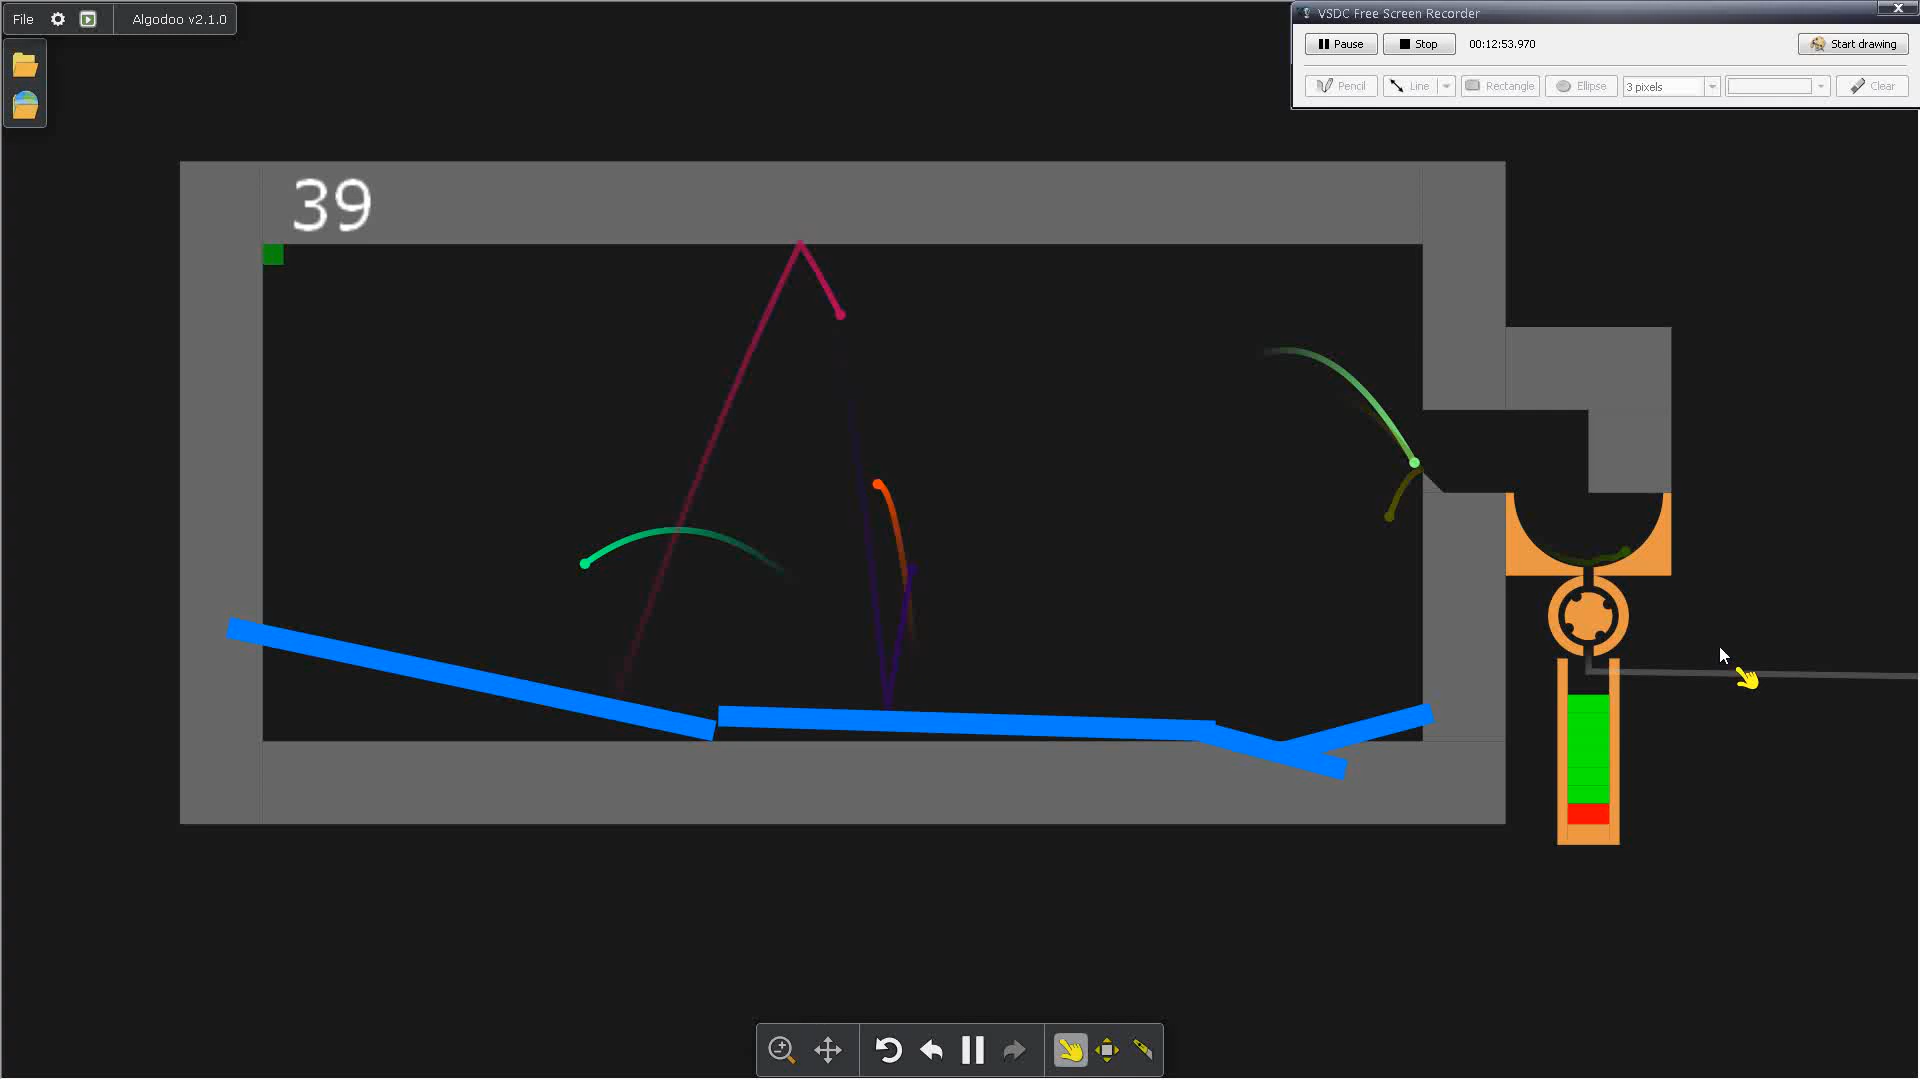 File
Algodoo v2.1.0
VSDC Free Screen Recorder
Pause
Stop
00:12:53.970
Start drawing
Pencil
Line
Rectangle
Ellipse
3 pixels
Clear
39